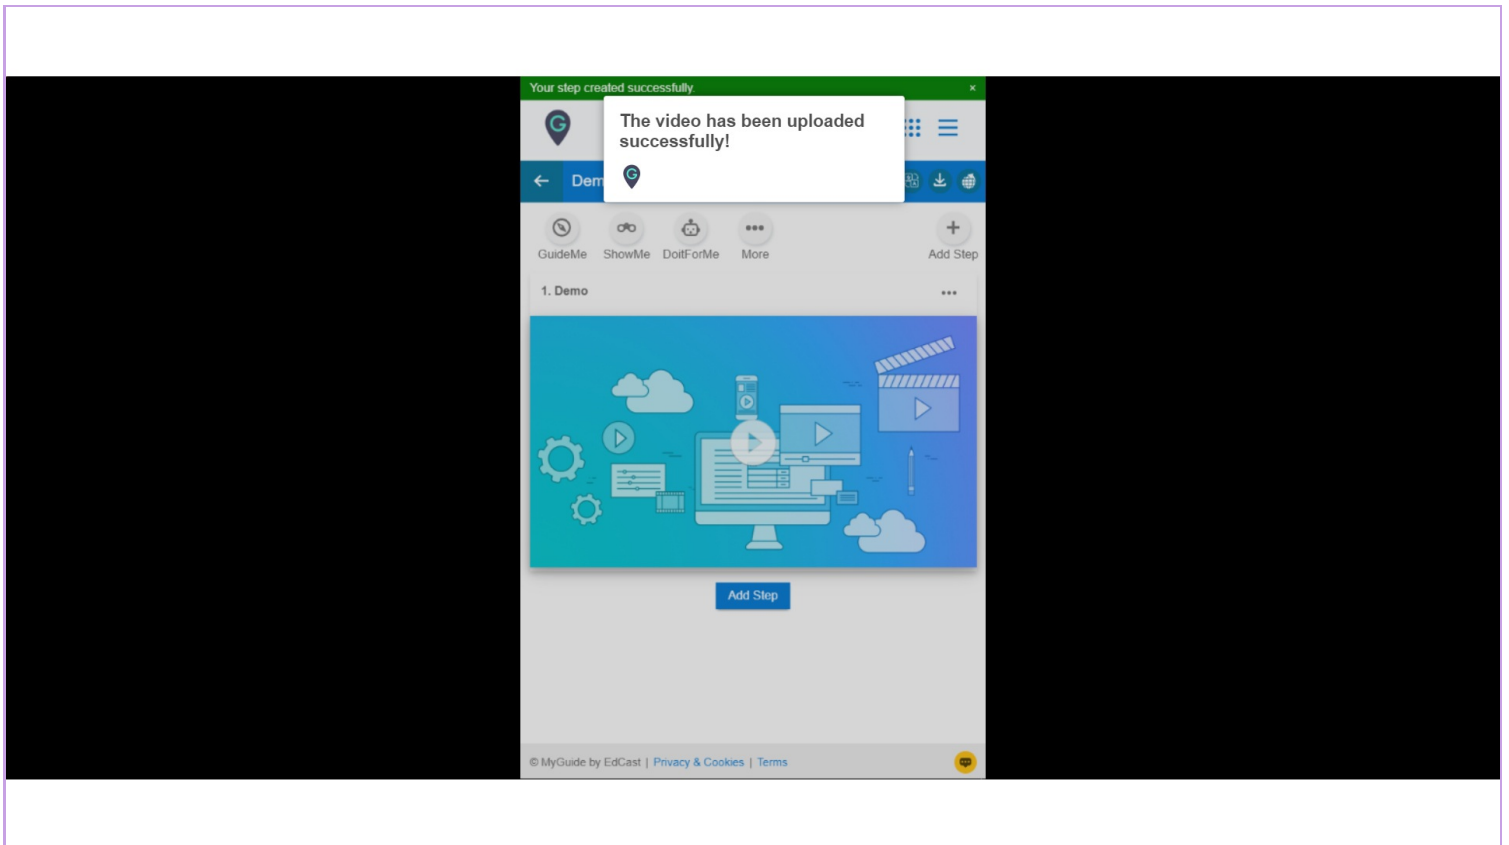 Your step created successfully.
×
The video has been uploaded
successfully!
G
G
Dem
GuideMe
ShowMe
DoitForMe
More
Add Step
1. Demo
Add Step
© MyGuide by EdCast | Privacy & Cookies | Terms